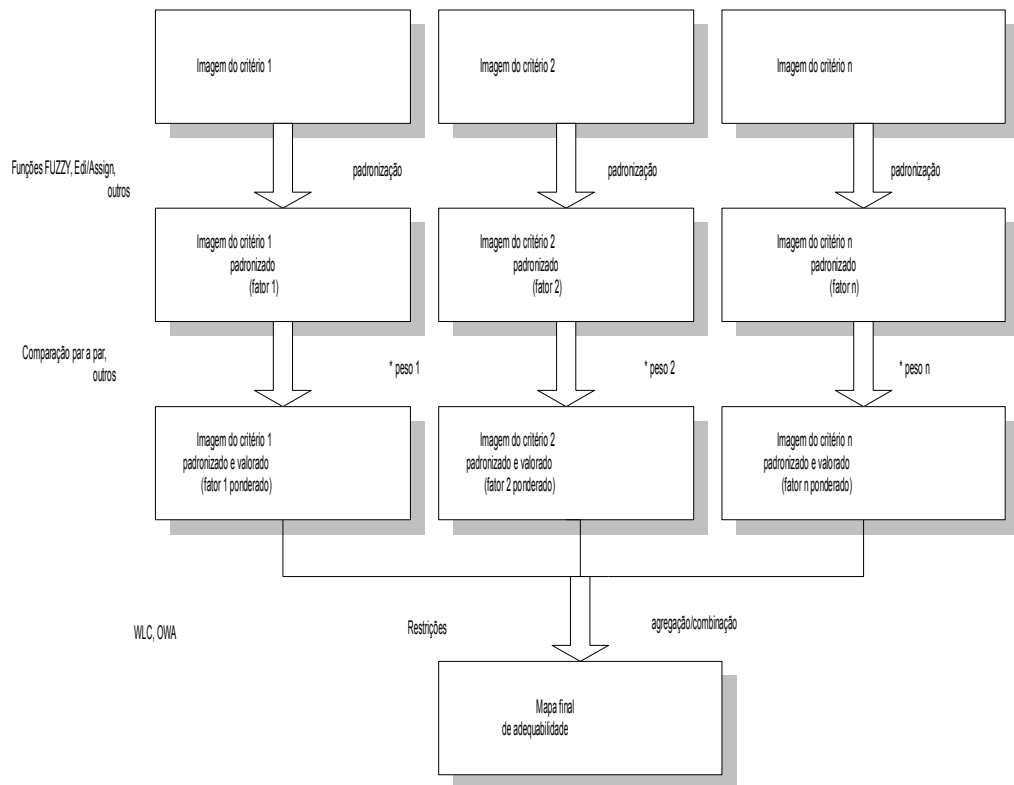 Imagem do critério 1
Imagem do critério 2
Imagem do critério n
Funções FUZZY, Edi/Assign,
outros
padronização
padronização
padronização
Imagem do critério 1
padronizado
(fator 1)
Imagem do critério 2
padronizado
(fator 2)
Imagem do critério n
padronizado
(fator n)
Comparação par a par,
outros
* peso 1
* peso 2
* peso n
Imagem do critério 1
padronizado e valorado
(fator 1 ponderado)
Imagem do critério 2
padronizado e valorado
(fator 2 ponderado)
Imagem do critério n
padronizado e valorado
(fator n ponderado)
WLC, OWA
Restrições
agregação/combinação
Mapa final
de adequabilidade